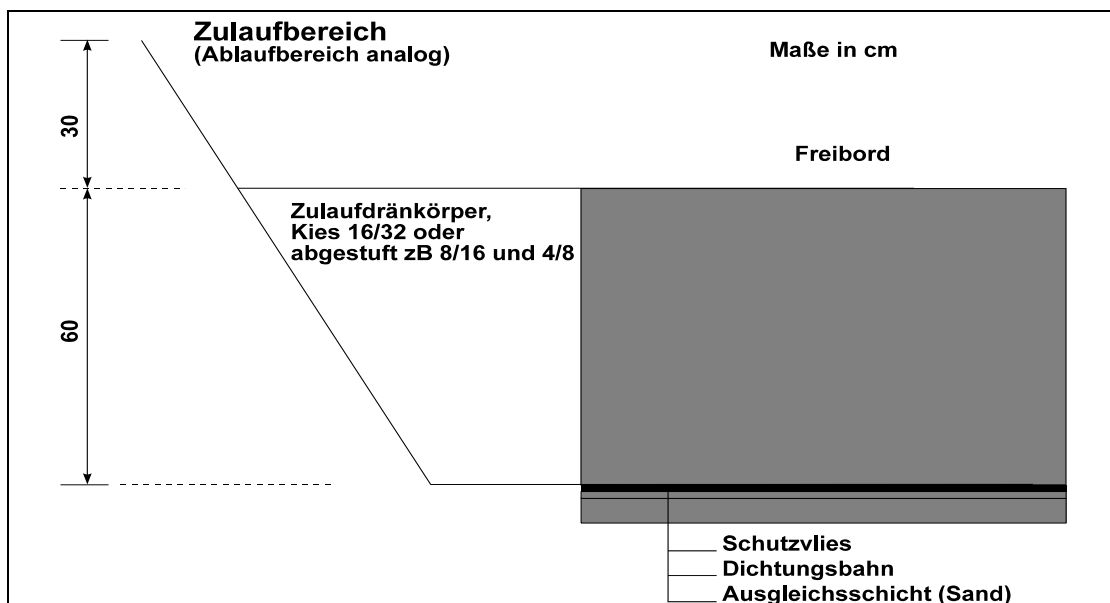 Zulaufbereich
(Ablaufbereich analog)
Maße in cm
30
Freibord
Zulaufdränkörper,
Kies 16/32 oder
abgestuft zB 8/16 und 4/8
60
Schutzvlies
Dichtungsbahn
Ausgleichsschicht (Sand)